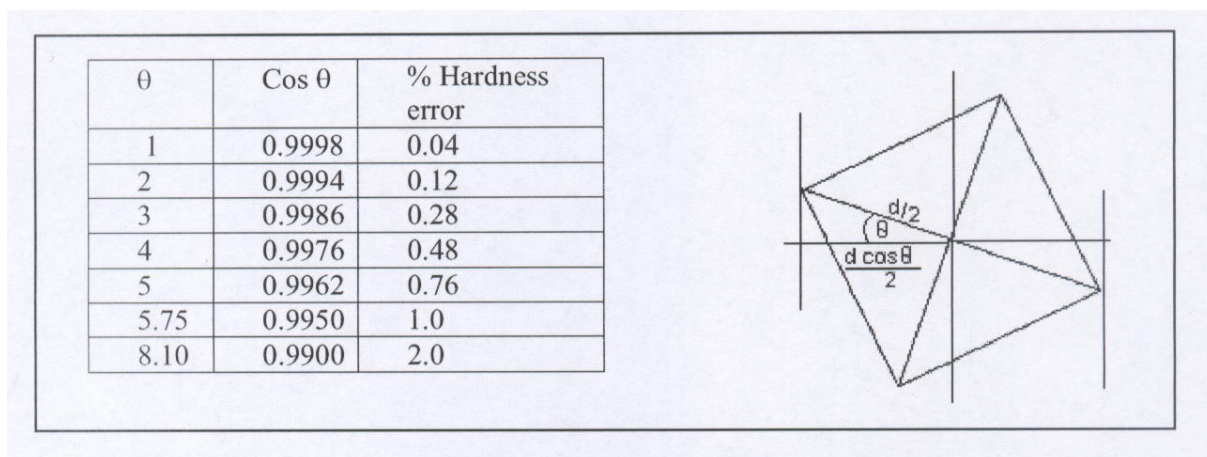 θ Cos θ % Hardness
error
1 0.9998 0.04
2 0.9994 0.12
3 0.9986 0.28
4 0.9976 0.48
5 0.9962 0.76
5.75 0.9950 1.0
8.10 0.9900 2.0
d/2
θ
d cosθ
2